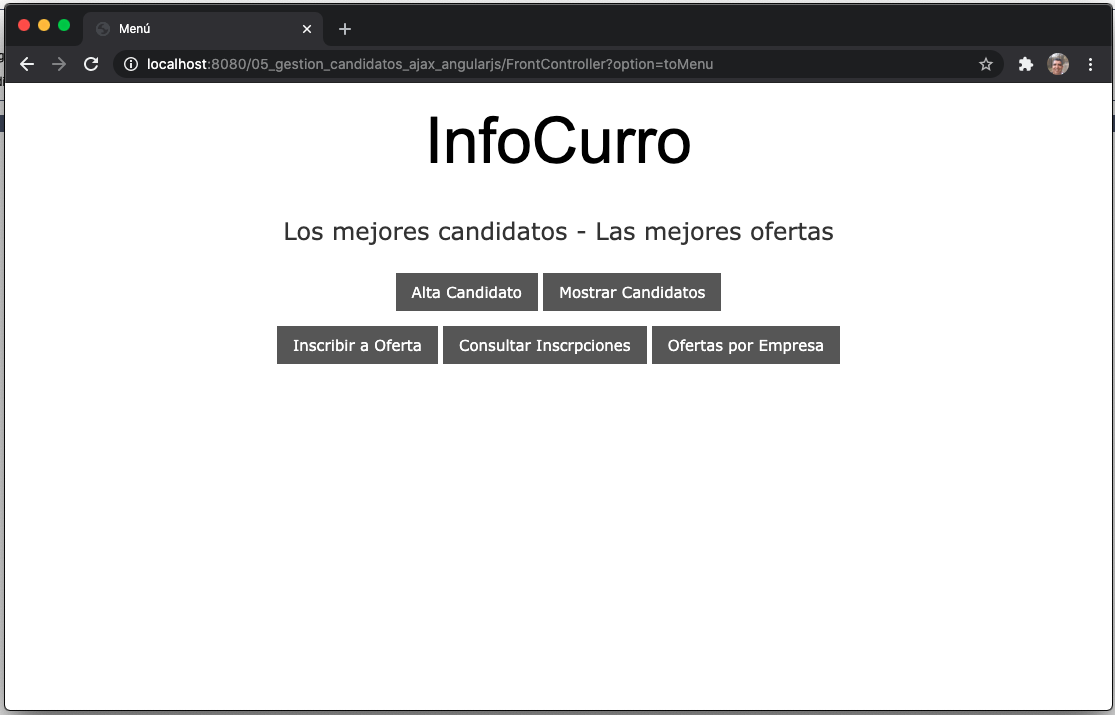 Menú
localhost:8080/05_gestion_candidatos_ajax_angularjs/FrontController?option=toMenu
InfoCurro
Los mejores candidatos - Las mejores ofertas
Alta Candidato Mostrar Candidatos
Inscribir a Oferta Consultar Inscrpciones Ofertas por Empresa